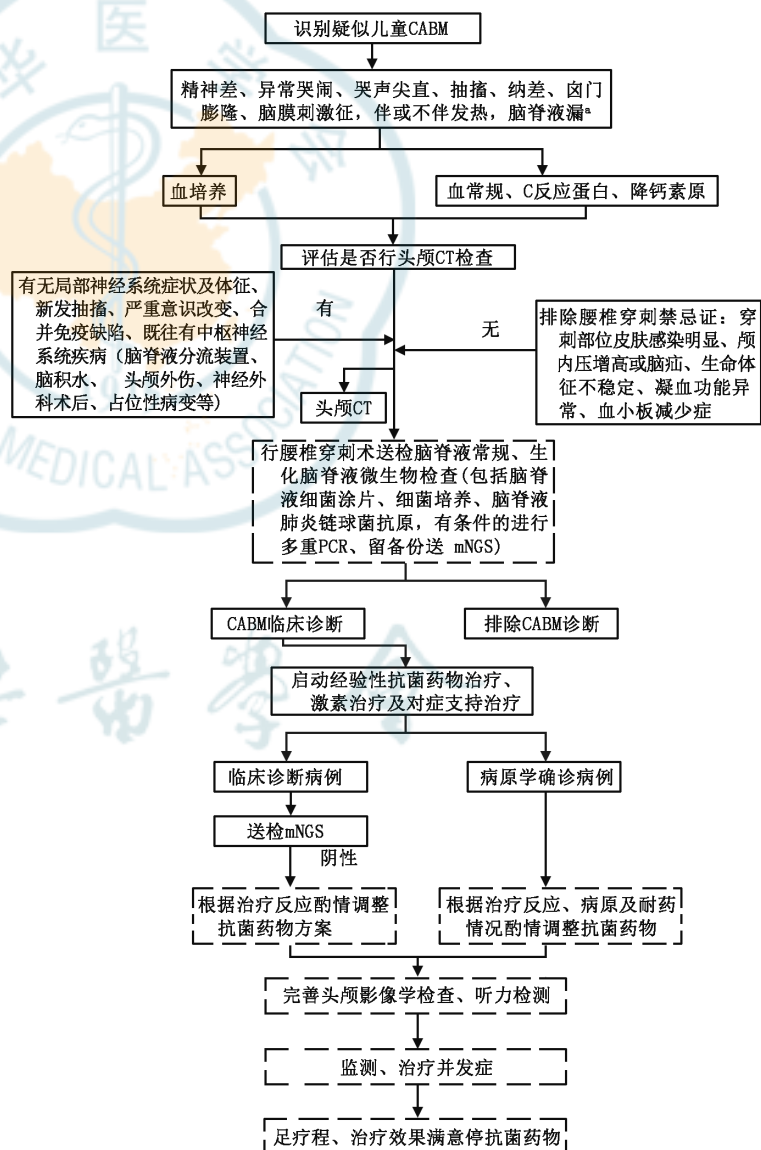 识别疑似儿童CABM
精神差、异常哭闹、哭声尖直、抽搐、纳差、囟门
膨隆、脑膜刺激征，伴或不伴发热，脑脊液漏a
血培养
血常规、C反应蛋白、降钙素原
评估是否行头颅CT检查
有无局部神经系统症状及体征、
新发抽搐、严重意识改变、合
并免疫缺陷、既往有中枢神经
系统疾病（脑脊液分流装置、
脑积水、 头颅外伤、神经外
科术后、占位性病变等）
有
无
排除腰椎穿刺禁忌证：穿
刺部位皮肤感染明显、颅
内压增高或脑疝、生命体
征不稳定、凝血功能异
常、血小板减少症
头颅CT
行腰椎穿刺术送检脑脊液常规、生
化脑脊液微生物检查(包括脑脊
液细菌涂片、细菌培养、脑脊液
肺炎链球菌抗原，有条件的进行
多重PCR、留备份送 mNGS)
CABM临床诊断
排除CABM诊断
启动经验性抗菌药物治疗、
激素治疗及对症支持治疗
临床诊断病例
病原学确诊病例
送检mNGS
阴性
根据治疗反应酌情调整
抗菌药物方案
根据治疗反应、病原及耐药
情况酌情调整抗菌药物
完善头颅影像学检查、听力检测
监测、治疗并发症
足疗程、治疗效果满意停抗菌药物
华医学会
MEDICAL ASSOCIATION
醫學會